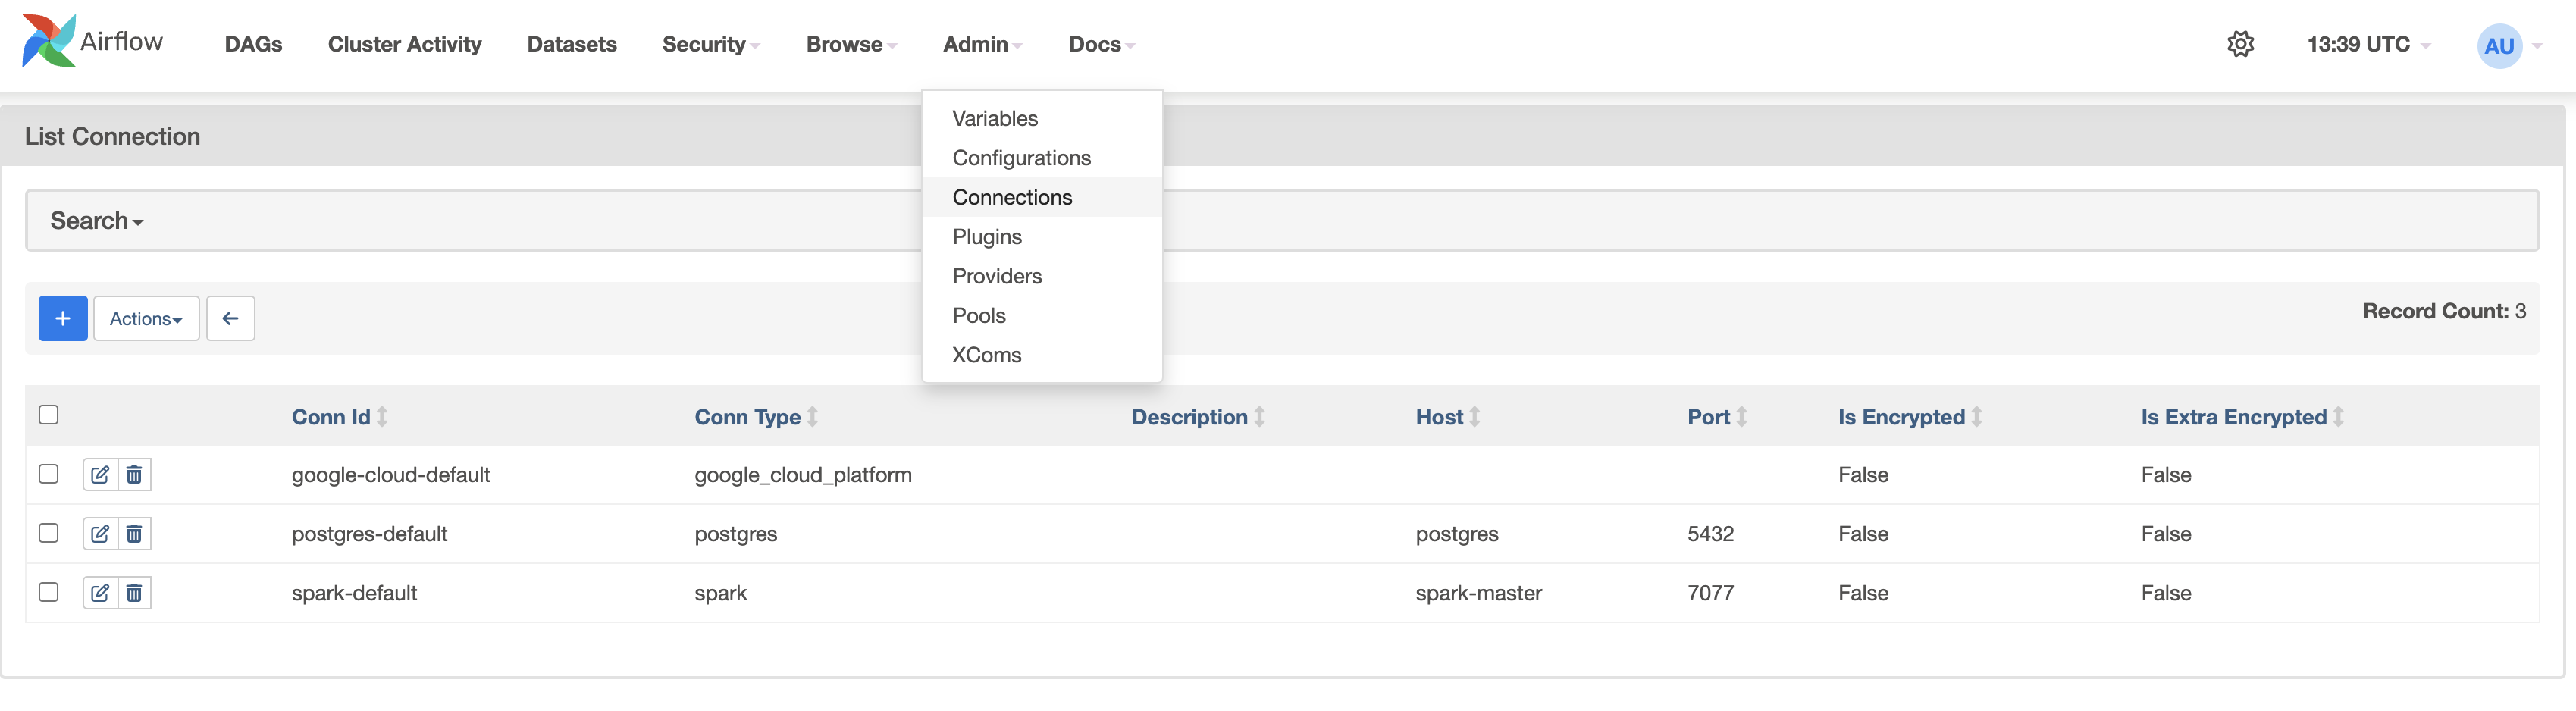 Airflow DAGs Cluster Activity Datasets Security Browse Admin Docs 13:39 UTC AU
List Connection
Variables
Configurations
Connections
Plugins
Providers
Pools
XComs
Search
+ Actions ← Record Count: 3
Conn Id Conn Type Description Host Port Is Encrypted Is Extra Encrypted
google-cloud-default google_cloud_platform False False
postgres-default postgres postgres 5432 False False
spark-default spark spark-master 7077 False False